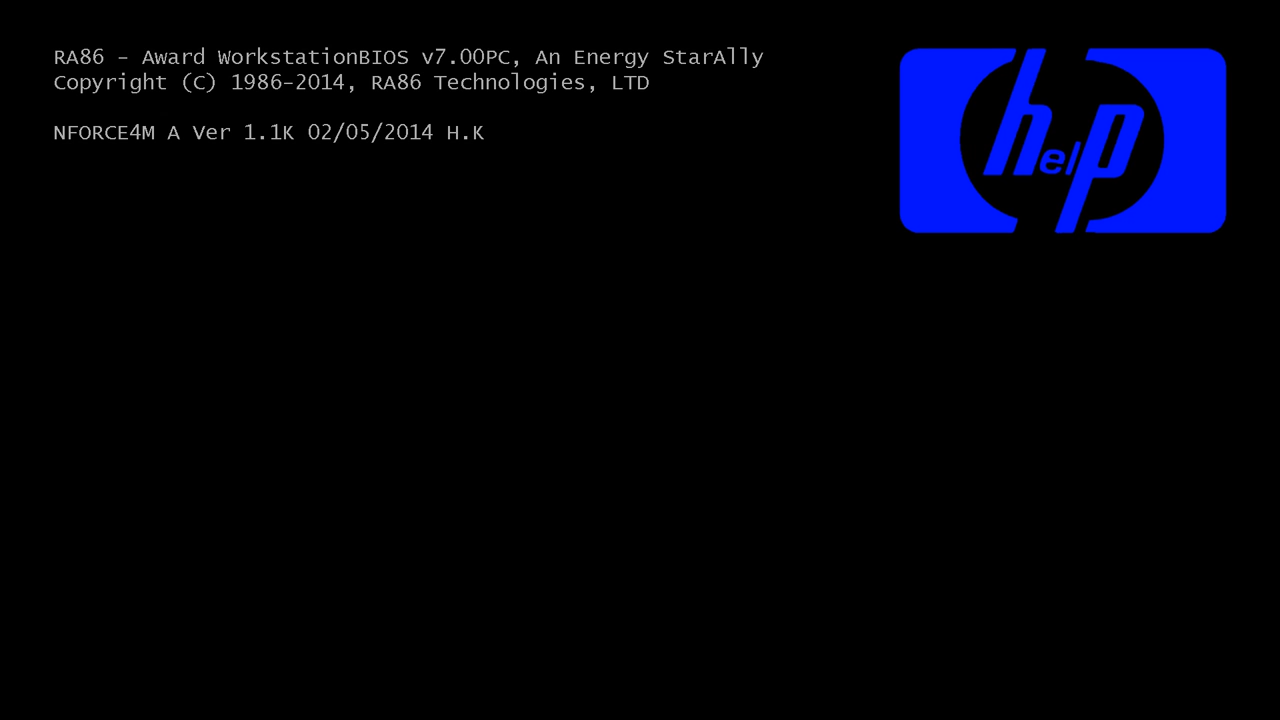 RA86 - Award WorkstationBIOS v7.00PC, An Energy StarAlly
Copyright (C) 1986-2014, RA86 Technologies, LTD
NFORCE4M A Ver 1.1K 02/05/2014 H.K
help